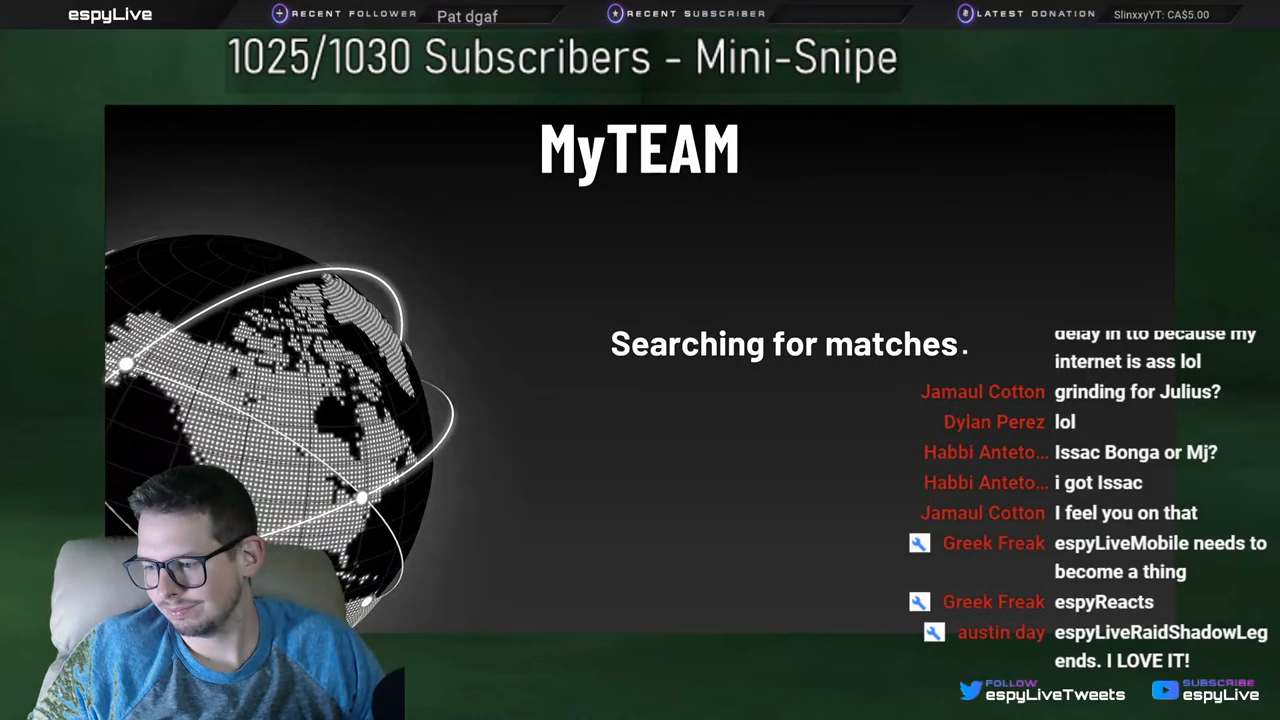 espyLive
RECENT FOLLOWER
Pat dgaf
RECENT SUBSCRIBER
LATEST DONATION
SlinxxyYT: CA$5.00
1025/1030 Subscribers - Mini-Snipe
MyTEAM
Searching for matches.
delay in tto because my
internet is ass lol
Jamaul Cotton grinding for Julius?
Dylan Perez lol
Habbi Anteto... Issac Bonga or Mj?
Habbi Anteto... i got Issac
Jamaul Cotton I feel you on that
Greek Freak espyLiveMobile needs to
become a thing
Greek Freak espyReacts
austin day espyLiveRaidShadowLeg
ends. I LOVE IT!
FOLLOW
espyLiveTweets
SUBSCRIBE
espyLive